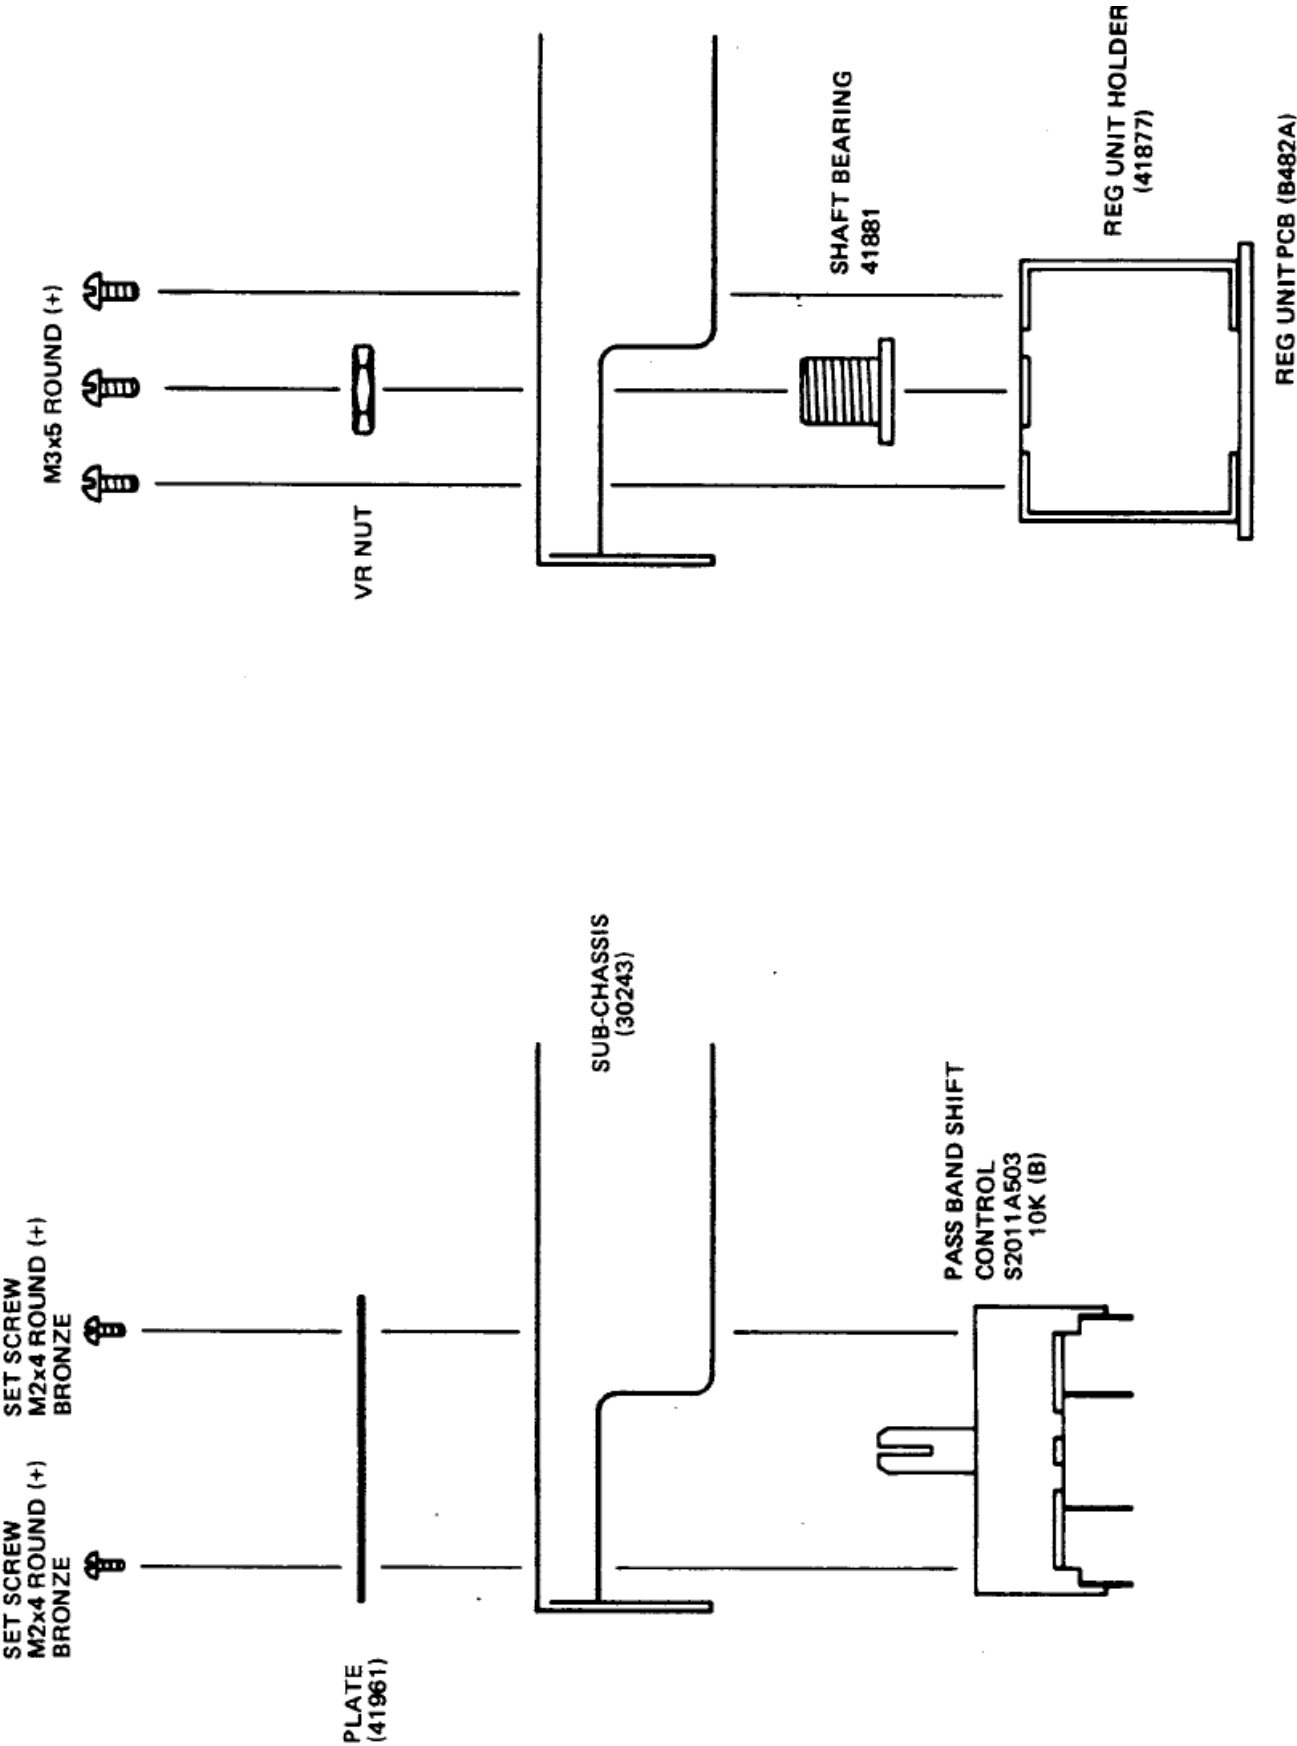 SET SCREW
M2x4 ROUND (+)
BRONZE
SET SCREW
M2x4 ROUND (+)
BRONZE
PLATE
(41961)
SUB-CHASSIS
(30243)
PASS BAND SHIFT
CONTROL
S2011A503
10K (B)
M3x5 ROUND (+)
VR NUT
SHAFT BEARING
41881
REG UNIT HOLDER
(41877)
REG UNIT PCB (B482A)